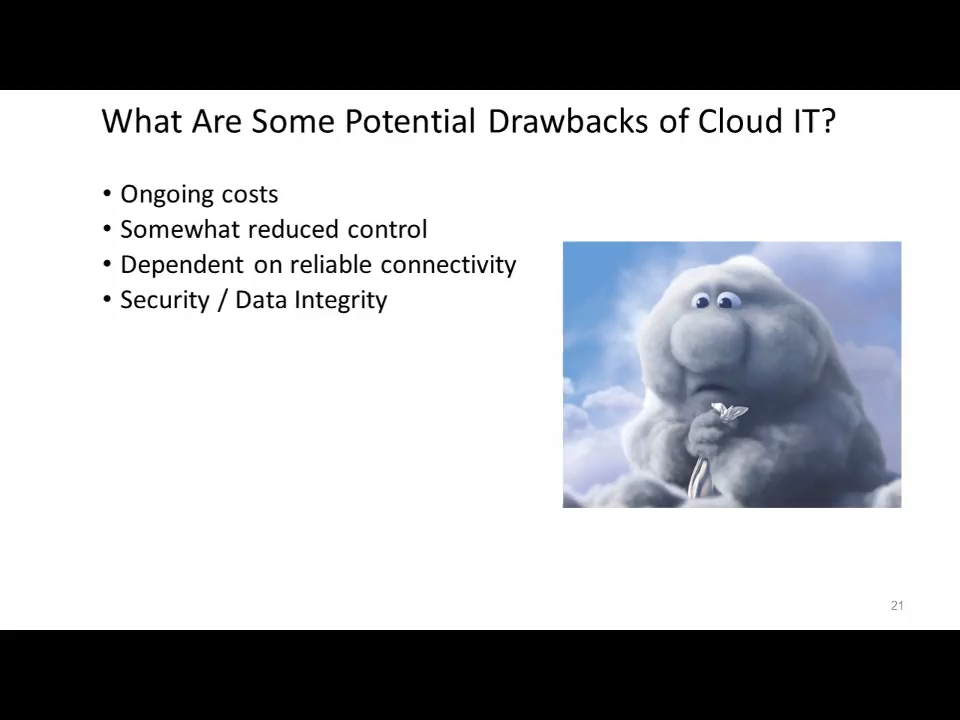 What Are Some Potential Drawbacks of Cloud IT?
• Ongoing costs
• Somewhat reduced control
• Dependent on reliable connectivity
• Security / Data Integrity
21